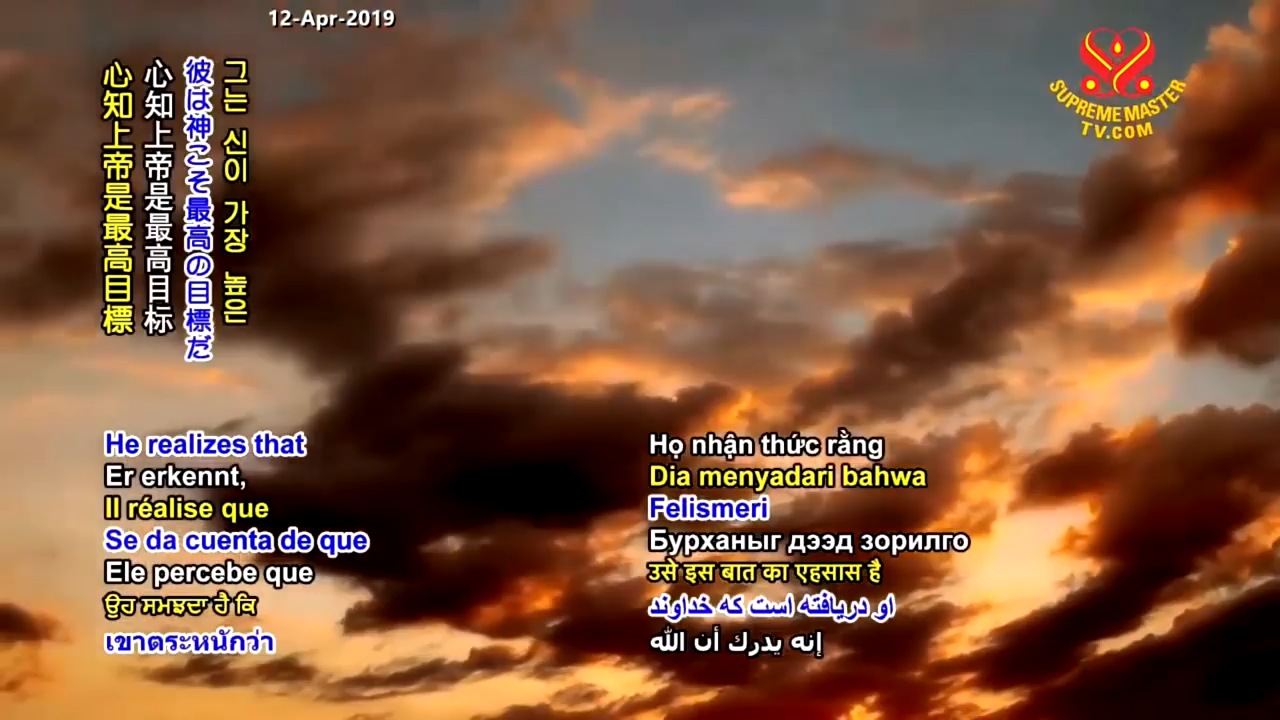 12-Apr-2019
SUPREME MASTER
TV.COM
그는 신이 가장 높은
彼は神こそ最高の目標だ
心知上帝是最高目标
心知上帝是最高目標
He realizes that
Er erkennt,
Il réalise que
Se da cuenta de que
Ele percebe que
ਉਹ ਸਮਝਦਾ ਹੈ ਕਿ
เขาตระหนักว่า
Họ nhận thức rằng
Dia menyadari bahwa
Felismeri
Бурханыг дээд зорилго
उसे इस बात का एहसास है
او دریافته است که خداوند
إنه يدرك أن الله